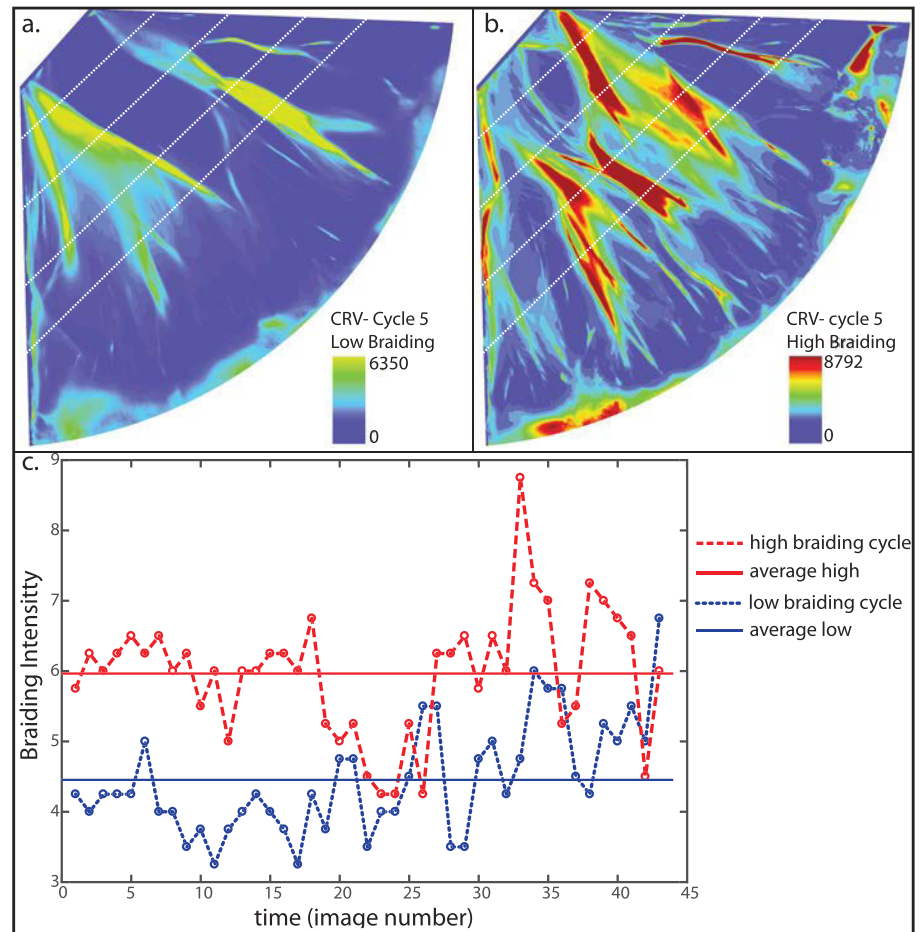 a.
CRV- Cycle 5
Low Braiding
6350
0
b.
CRV- cycle 5
High Braiding
8792
0
c.
9
8
7
6
5
4
3
Braiding Intensitty
0 5 10 15 20 25 30 35 40 45
time (image number)
high braiding cycle
average high
low braiding cycle
average low